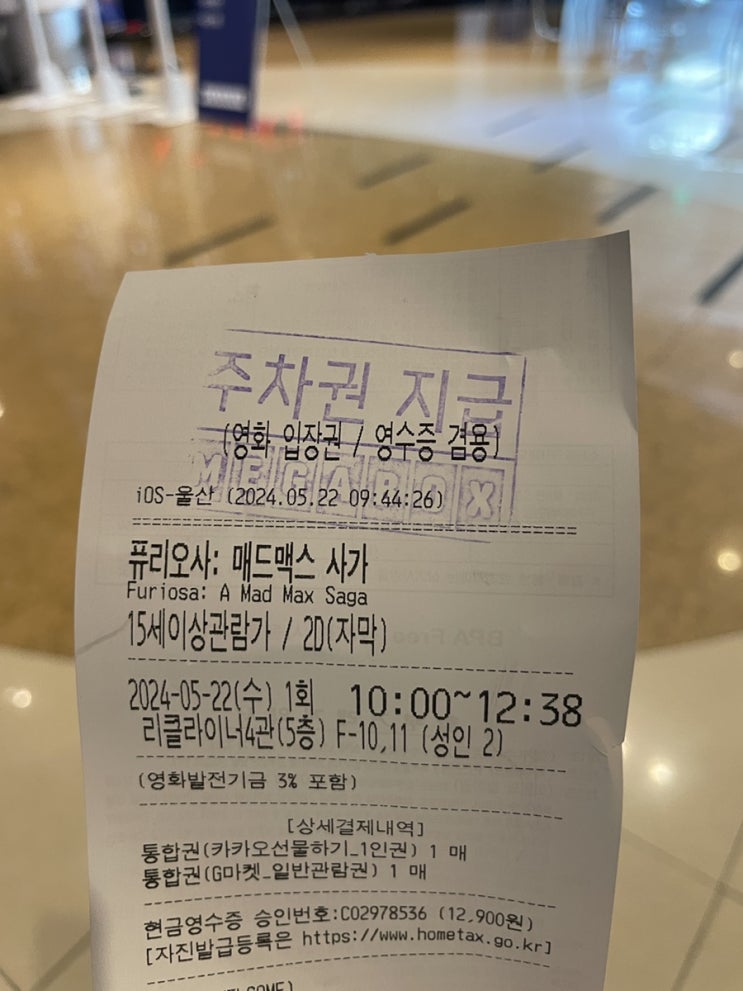 주차권 지급
(영화 입장권 / 영수증 겸용)
MEGABOX
iOS-울산 (2024.05.22 09:44:26)
퓨리오사: 매드맥스 사가
Furiosa: A Mad Max Saga
15세이상관람가 / 2D(자막)
2024-05-22(수) 1회 10:00~12:38
리클라이너4관(5층) F-10,11 (성인 2)
(영화발전기금 3% 포함)
[상세결제내역]
통합권(카카오선물하기_1인권) 1 매
통합권(G마켓_일반관람권) 1 매
현금영수증 승인번호:C02978536 (12,900원)
[자진발급등록은 https://www.hometax.go.kr]